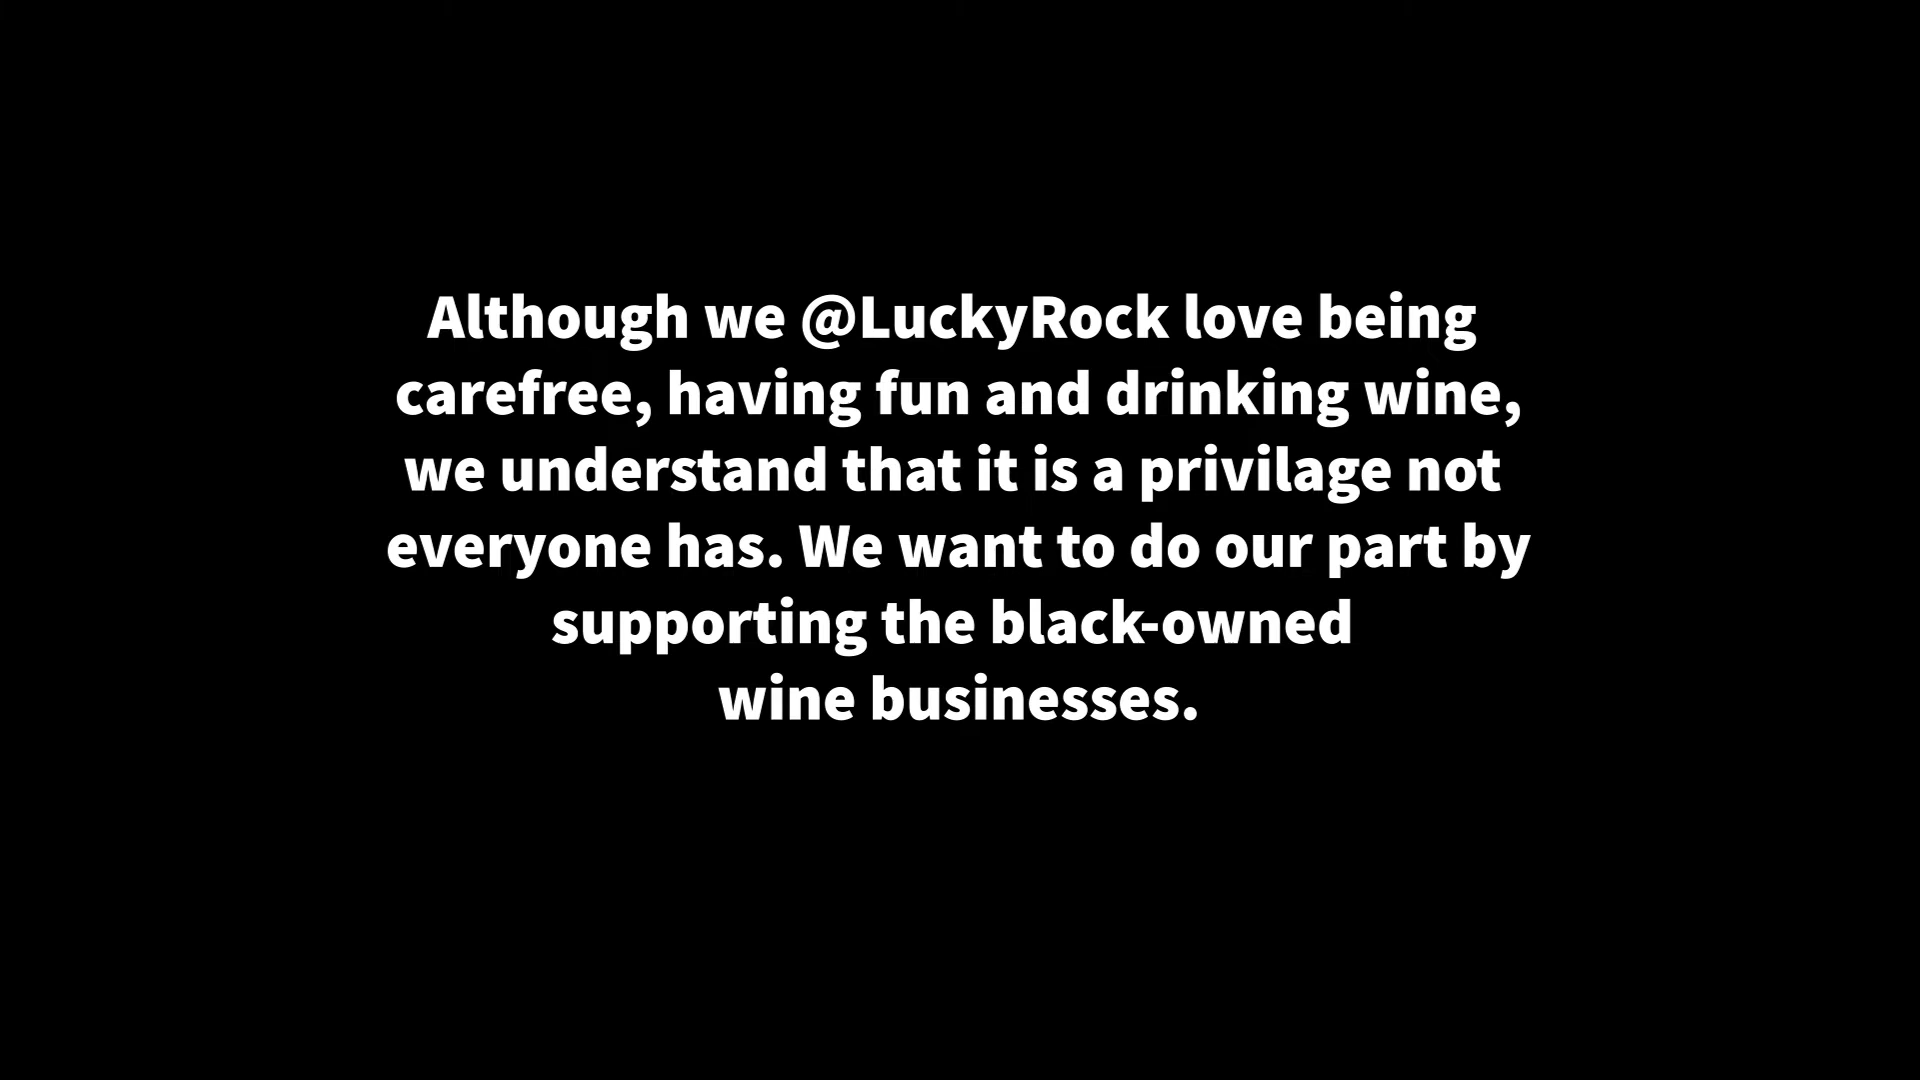 Although we @LuckyRock love being
carefree, having fun and drinking wine,
we understand that it is a privilage not
everyone has. We want to do our part by
supporting the black-owned
wine businesses.